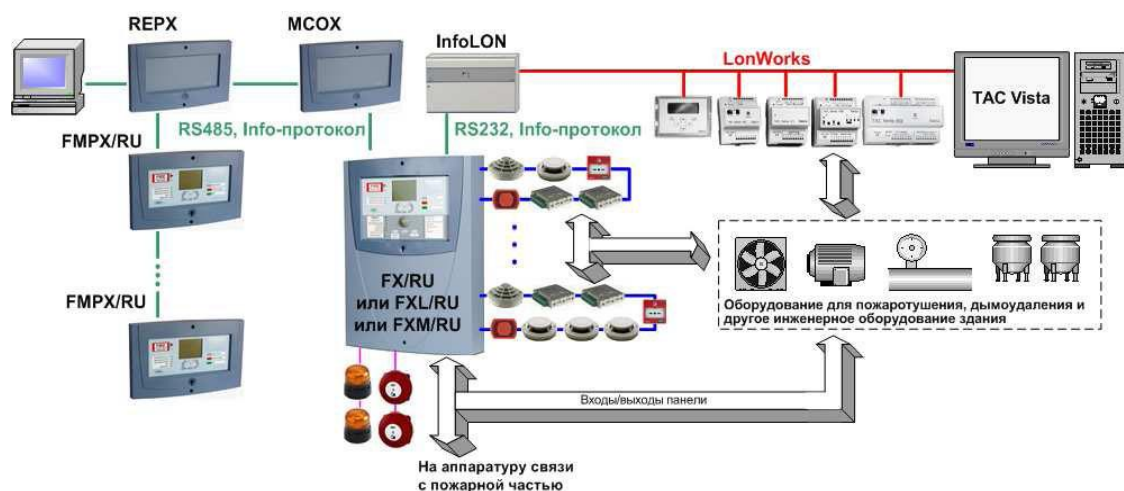 REPX
MCOX
InfoLON
LonWorks
TAC Vista
RS485, Info-протокол
RS232, Info-протокол
FMPX/RU
FMPX/RU
FX/RU
или FXL/RU
или FXM/RU
Оборудование для пожаротушения, дымоудаления и
другое инженерное оборудование здания
Входы/выходы панели
На аппаратуру связи
с пожарной частью